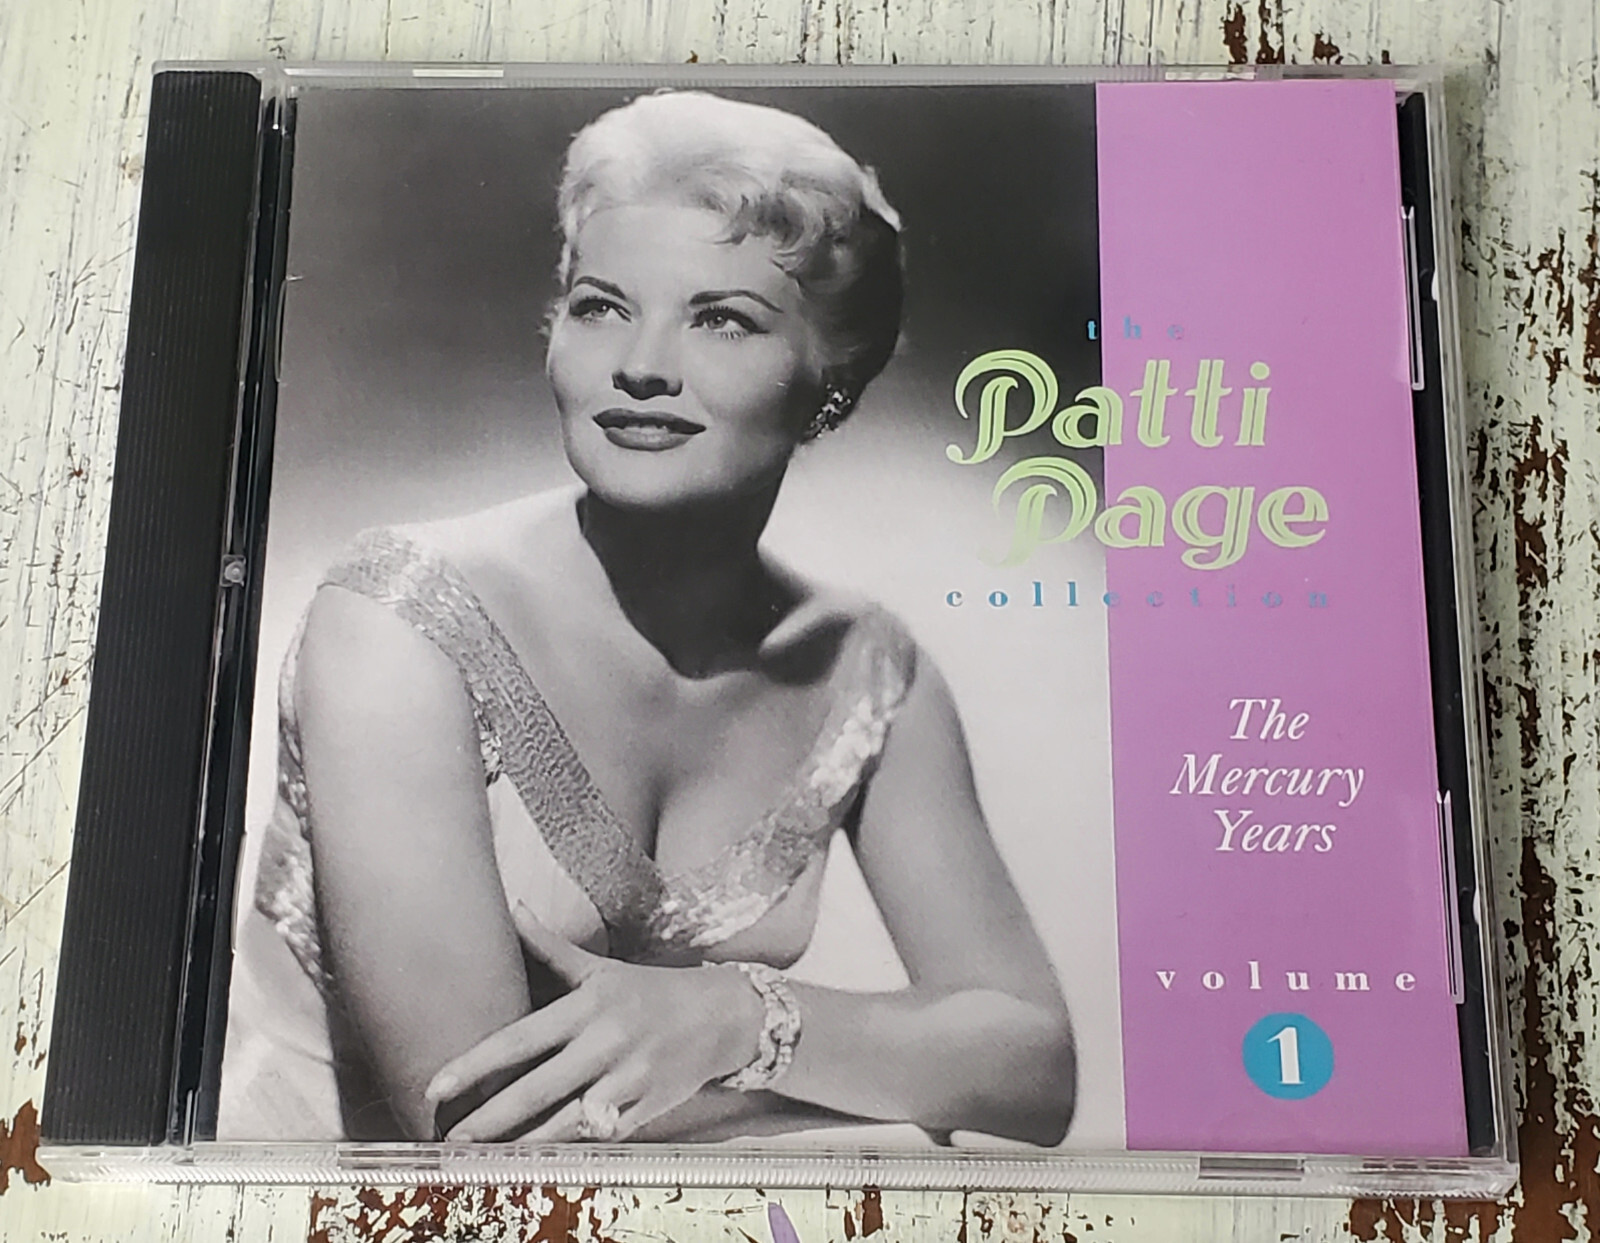 the
Patti
Page
collection
The
Mercury
Years
volume
1